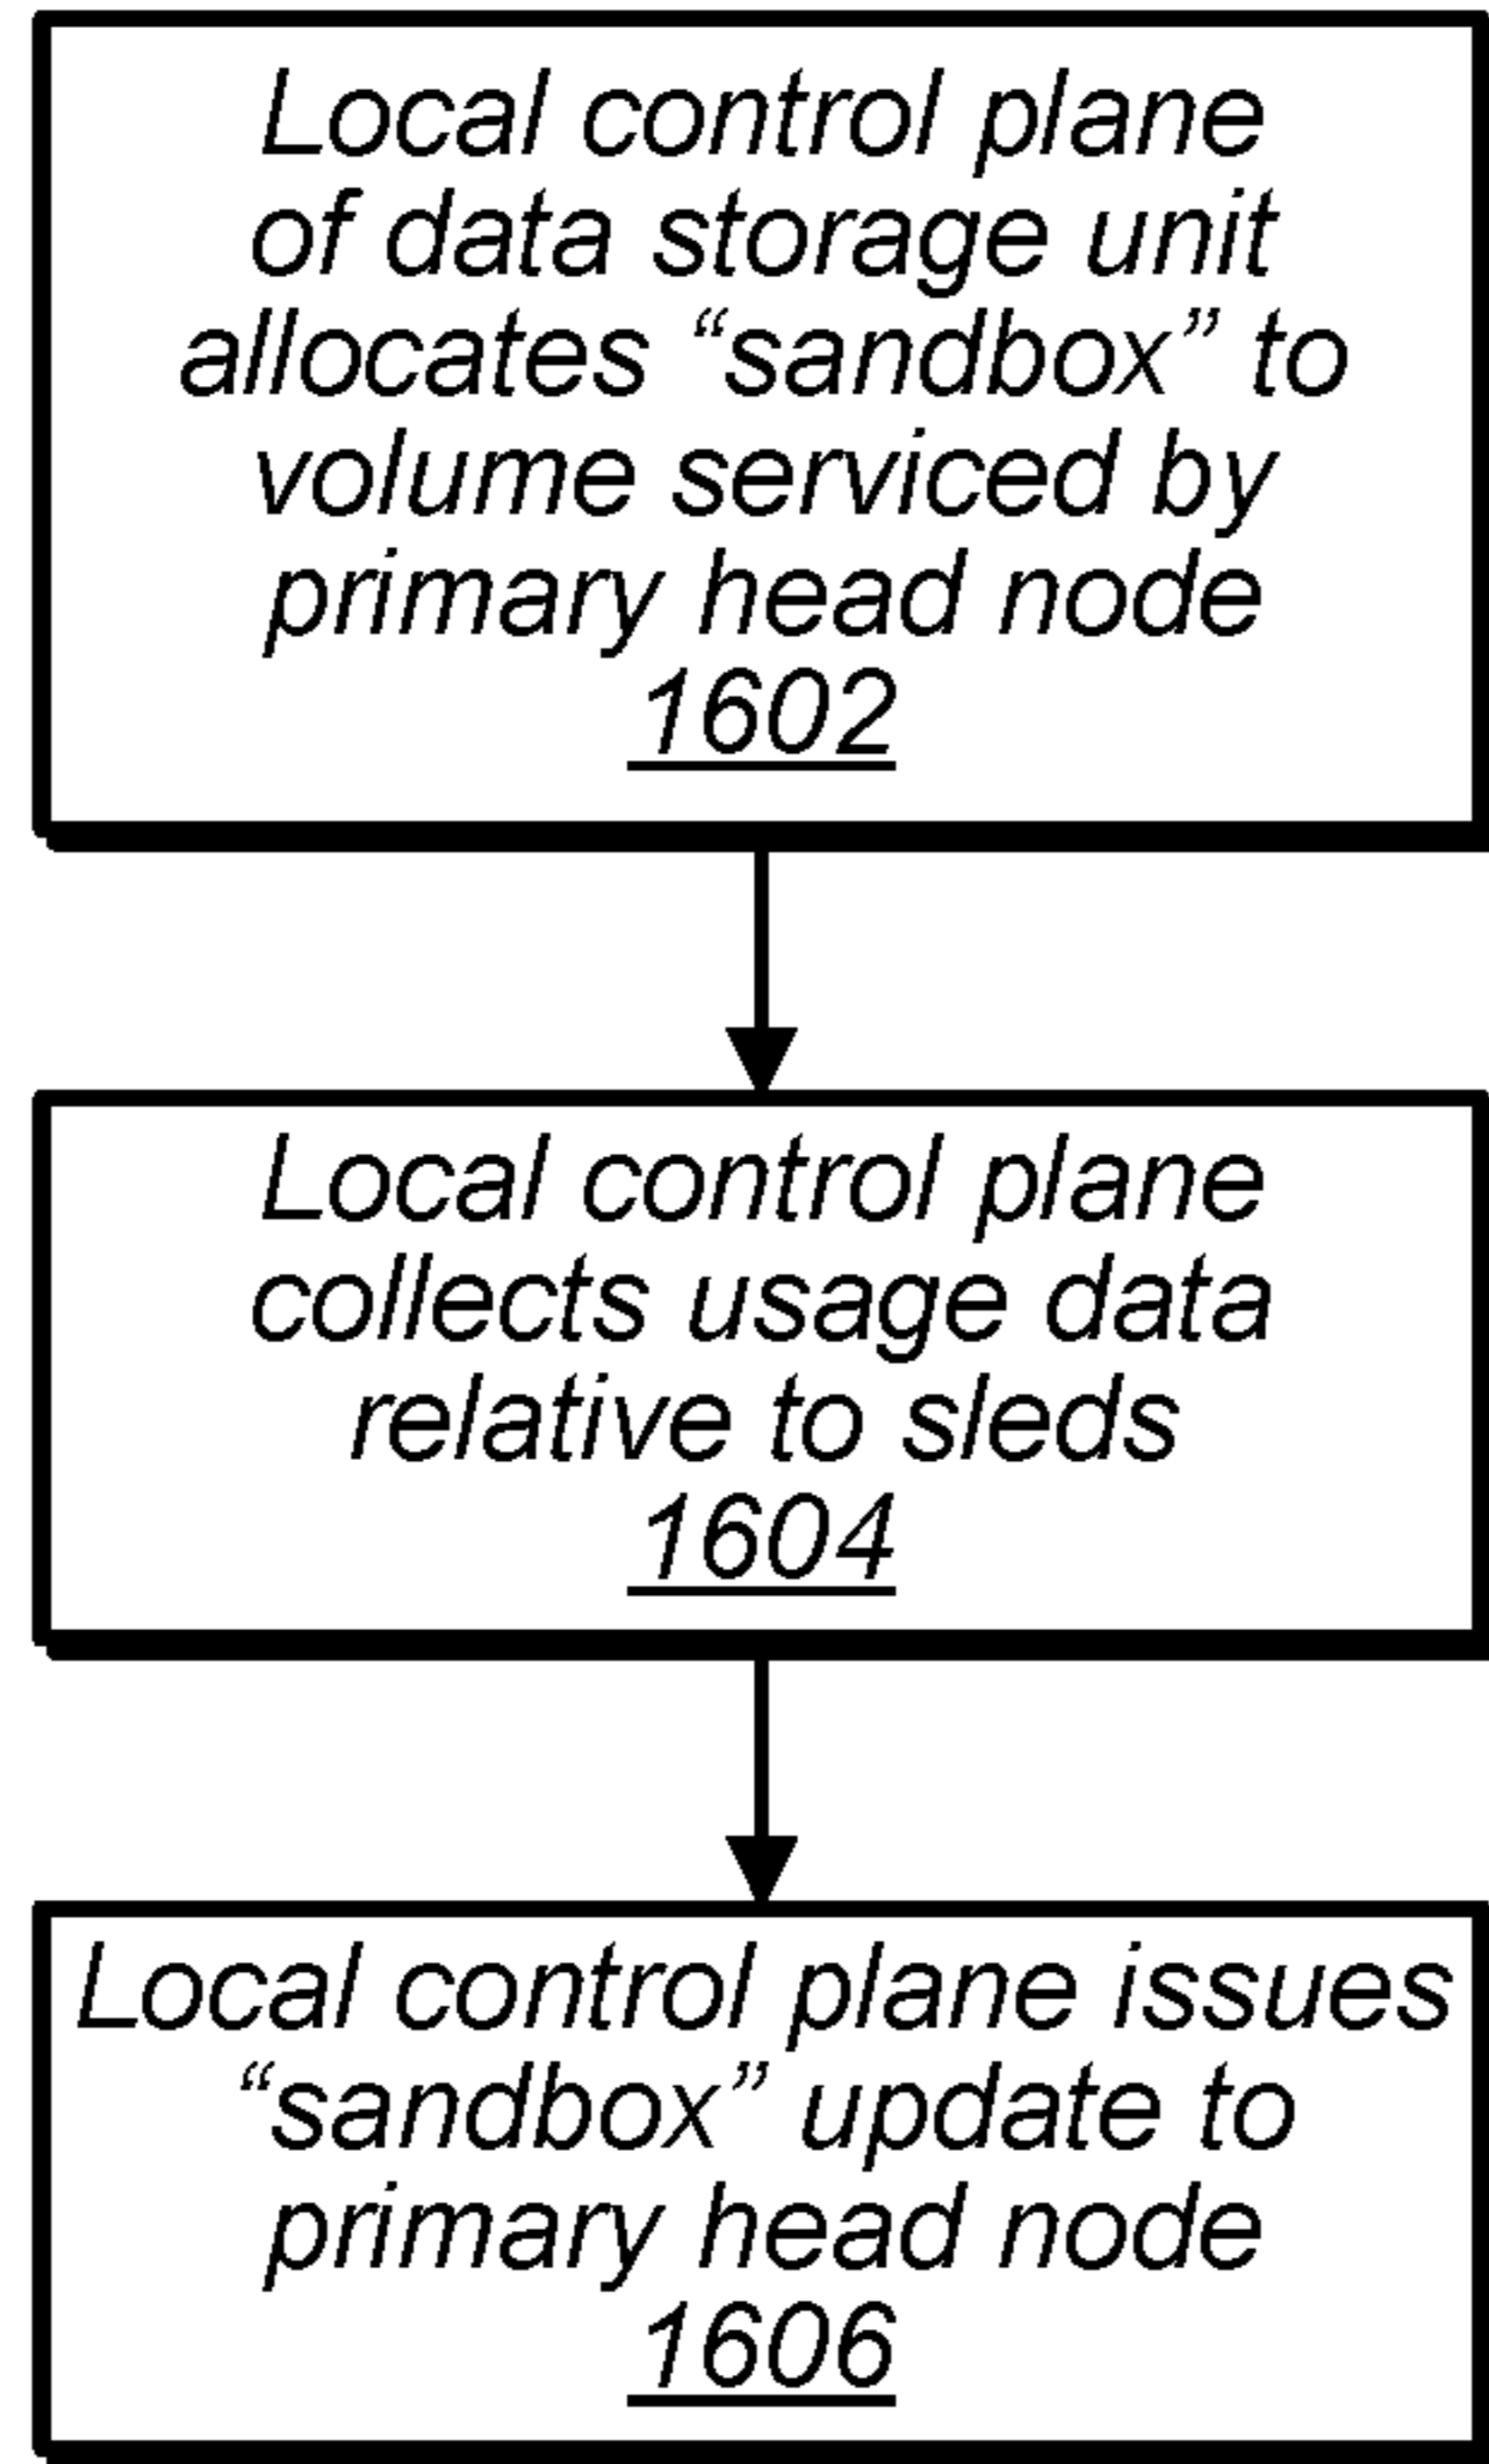 Local control plane
of data storage unit
allocates “sandbox” to
volume serviced by
primary head node
1602
Local control plane
collects usage data
relative to sleds
1604
Local control plane issues
“sandbox” update to
primary head node
1606